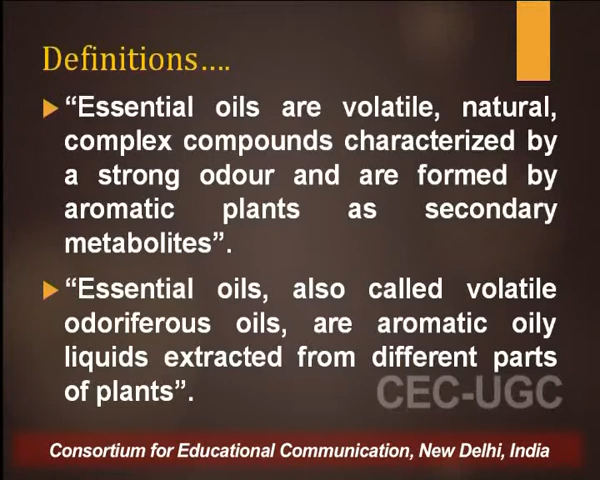 Definitions….
“Essential oils are volatile, natural,
complex compounds characterized by
a strong odour and are formed by
aromatic plants as secondary
metabolites”.
“Essential oils, also called volatile
odoriferous oils, are aromatic oily
liquids extracted from different parts
of plants”.
CEC-UGC
Consortium for Educational Communication, New Delhi, India